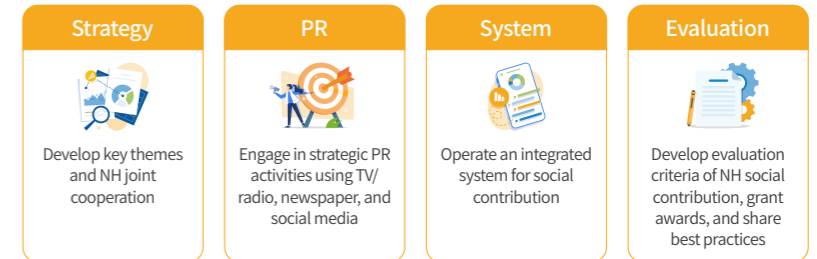 Strategy
Develop key themes
and NH joint
cooperation
PR
Engage in strategic PR
activities using TV/
radio, newspaper, and
social media
System
Operate an integrated
system for social
contribution
Evaluation
Develop evaluation
criteria of NH social
contribution, grant
awards, and share
best practices